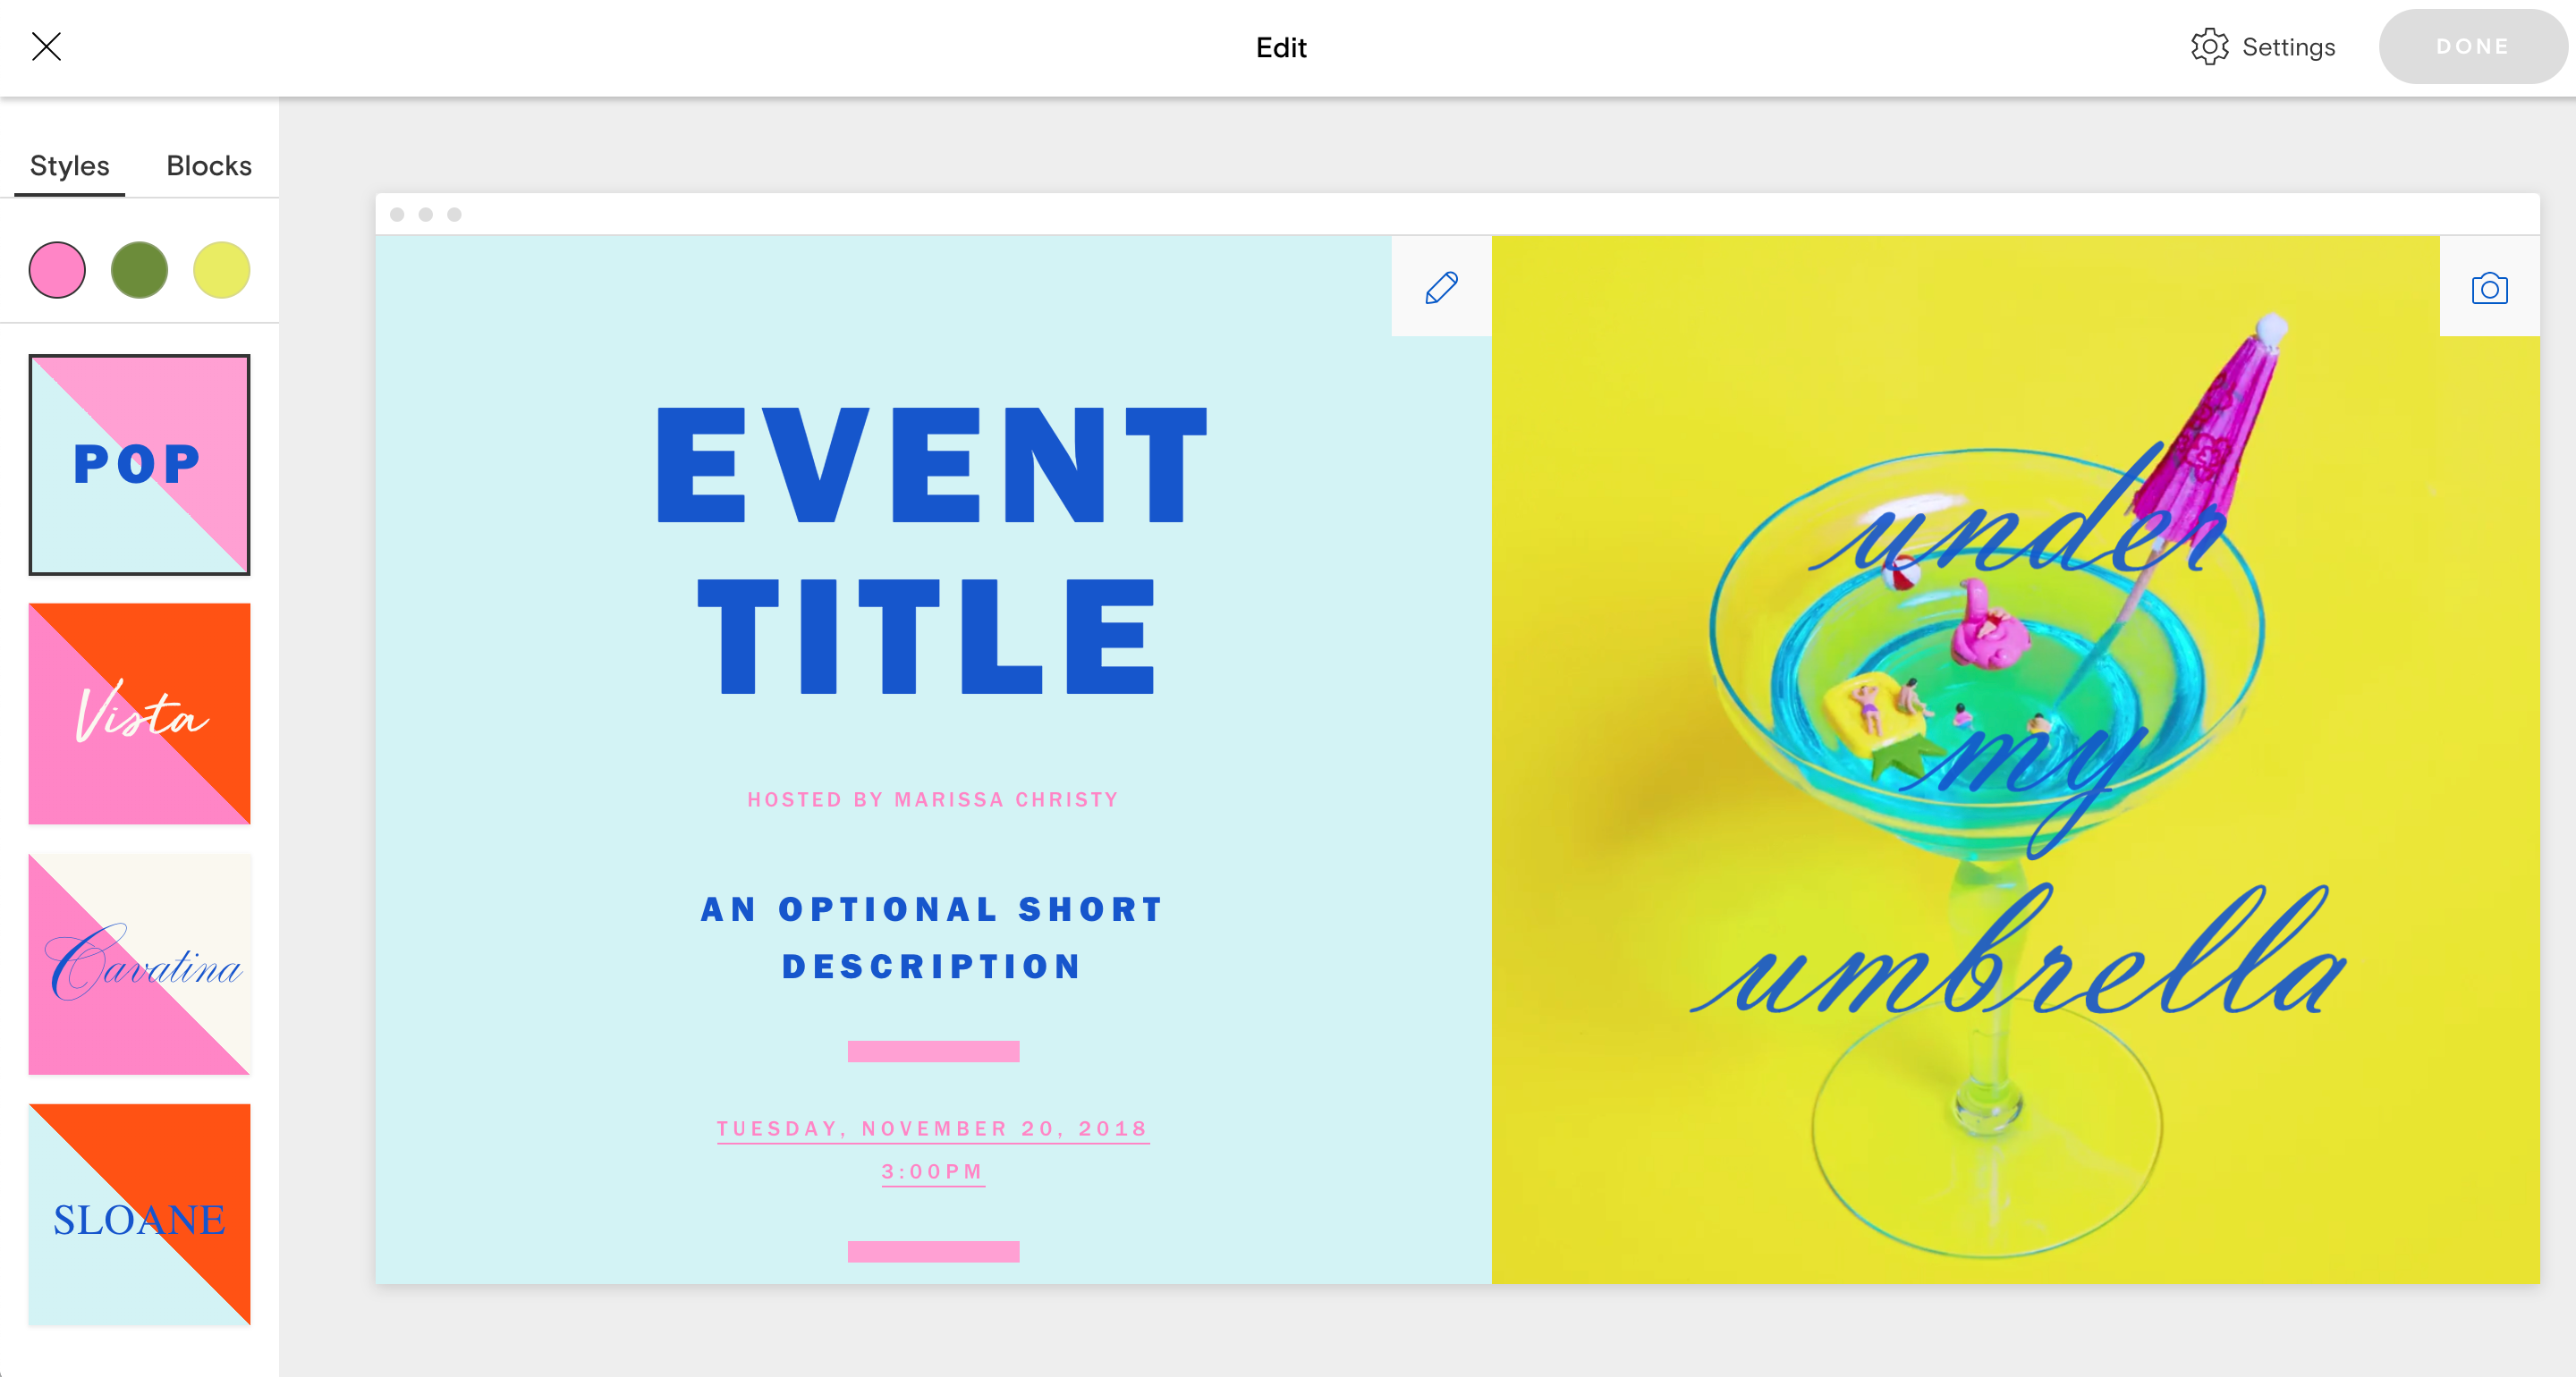 Edit
Settings
DONE
Styles
Blocks
POP
Vista
Cavatina
SLOANE
EVENT
TITLE
HOSTED BY MARISSA CHRISTY
AN OPTIONAL SHORT
DESCRIPTION
TUESDAY, NOVEMBER 20, 2018
3:00PM
under
my
umbrella